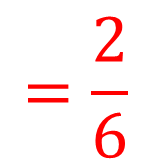 = 2/6